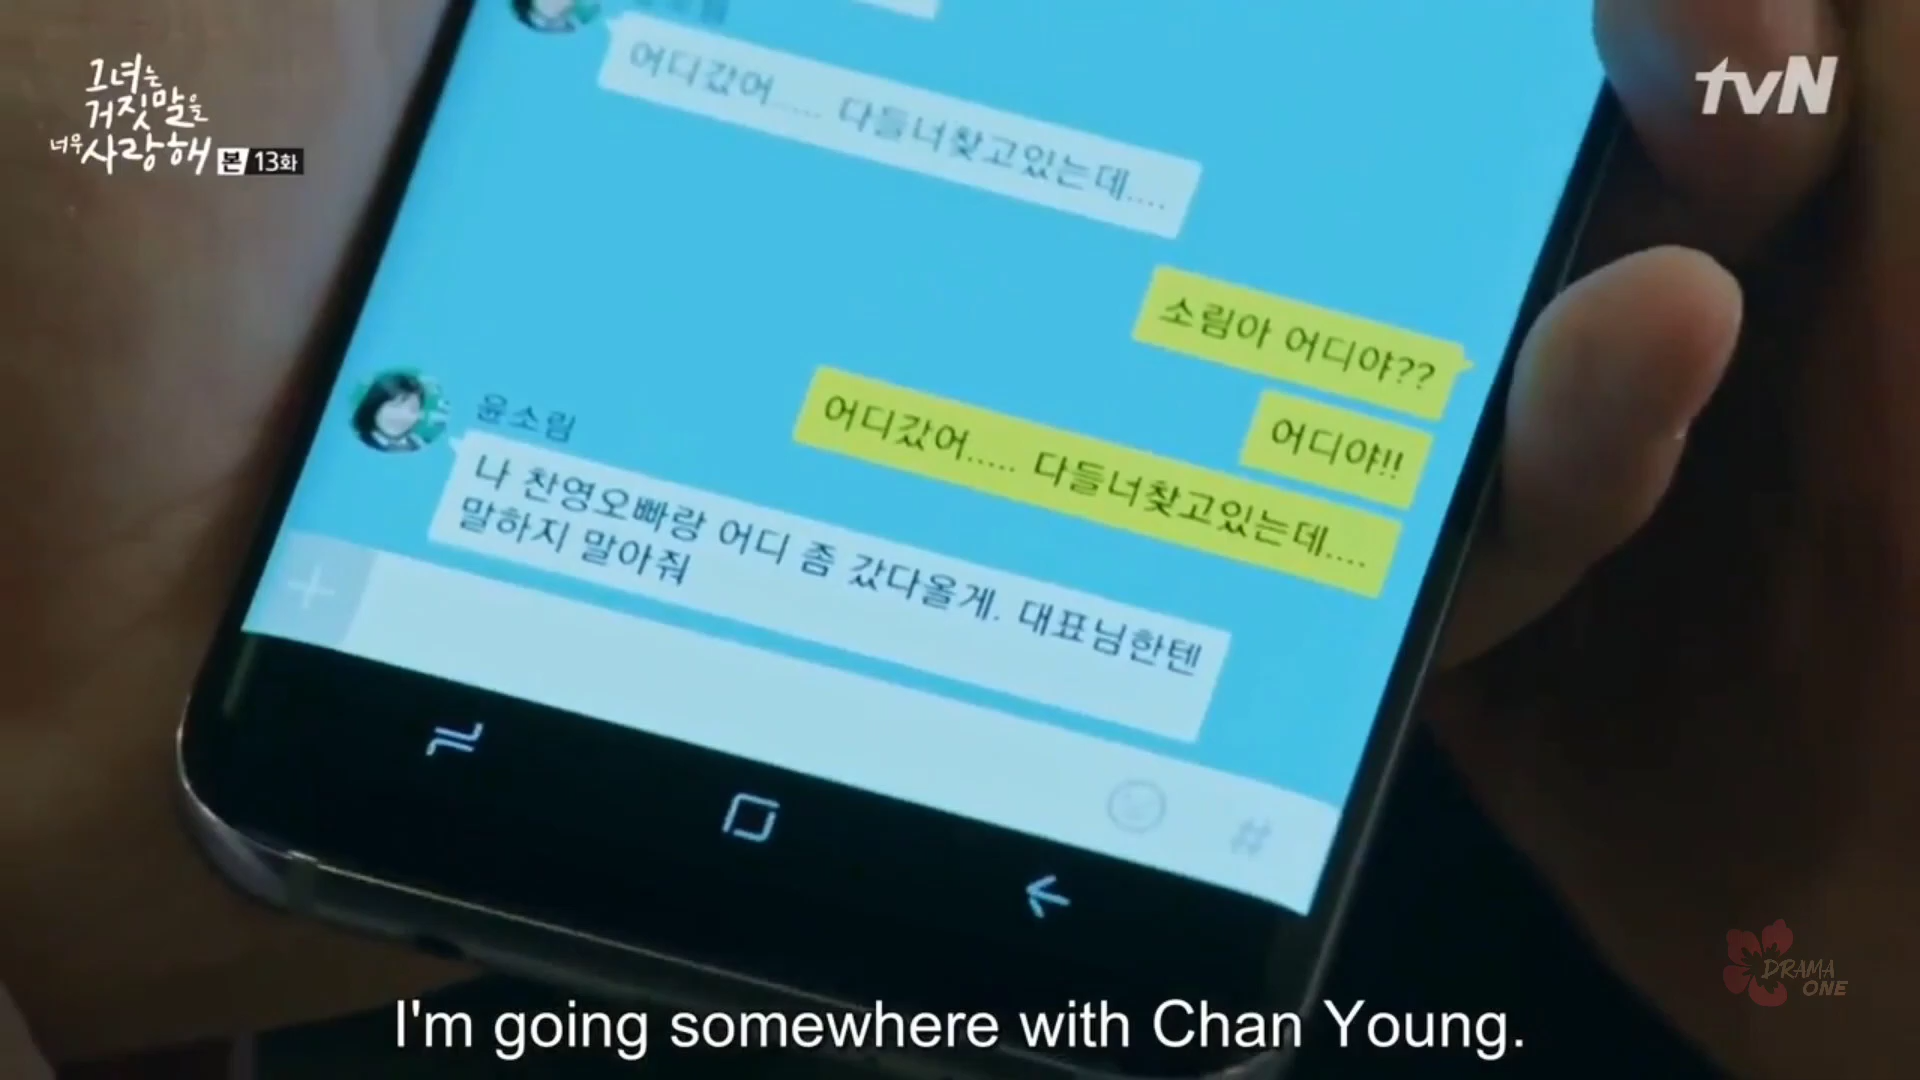 그녀는
거짓말을
너무 사랑해 본 13화
tvN
어디갔어..... 다들너찾고있는데....
소림아 어디야??
어디야!!
어디갔어..... 다들너찾고있는데....
윤소림
나 찬영오빠랑 어디 좀 갔다올게. 대표님한텐
말하지 말아줘
#
DRAMA
ONE
I'm going somewhere with Chan Young.